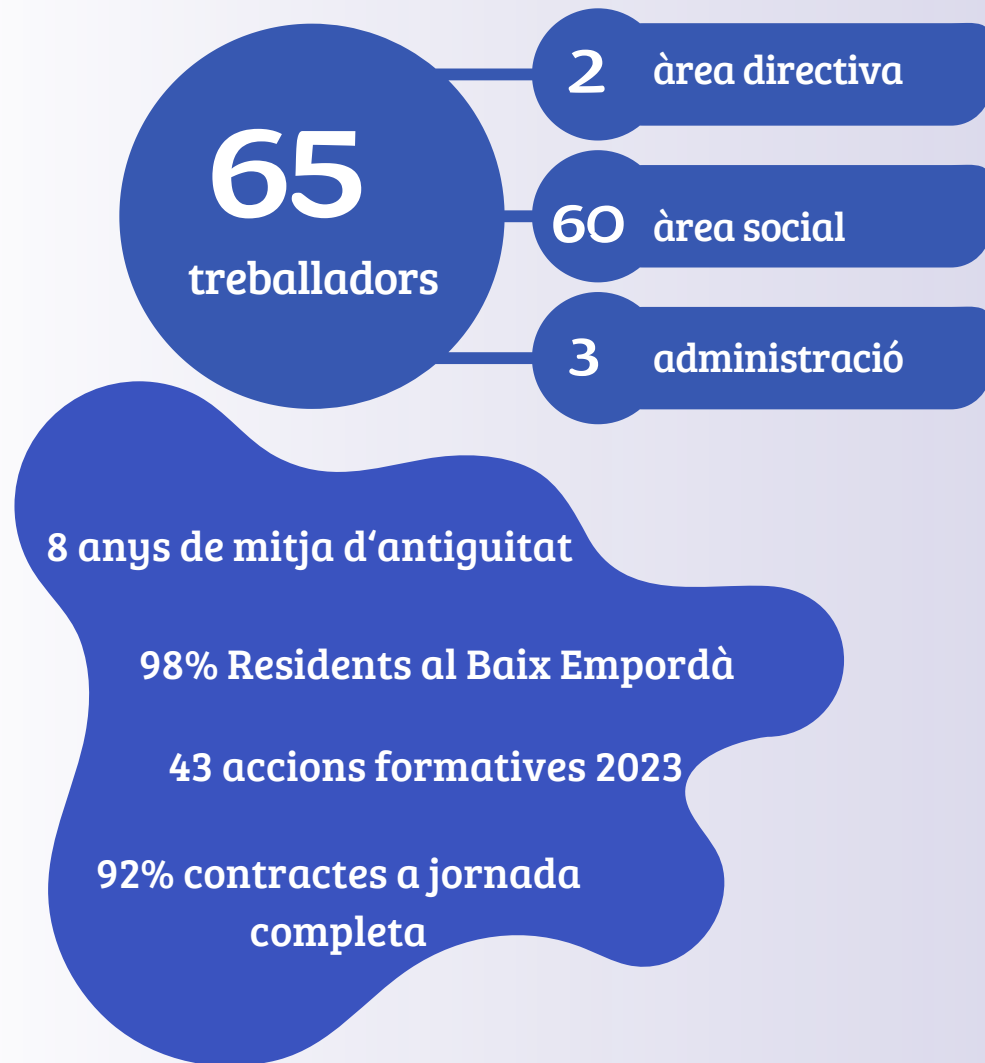 65
treballadors
2 àrea directiva
60 àrea social
3 administració
8 anys de mitja d‘antiguitat
98% Residents al Baix Empordà
43 accions formatives 2023
92% contractes a jornada
completa